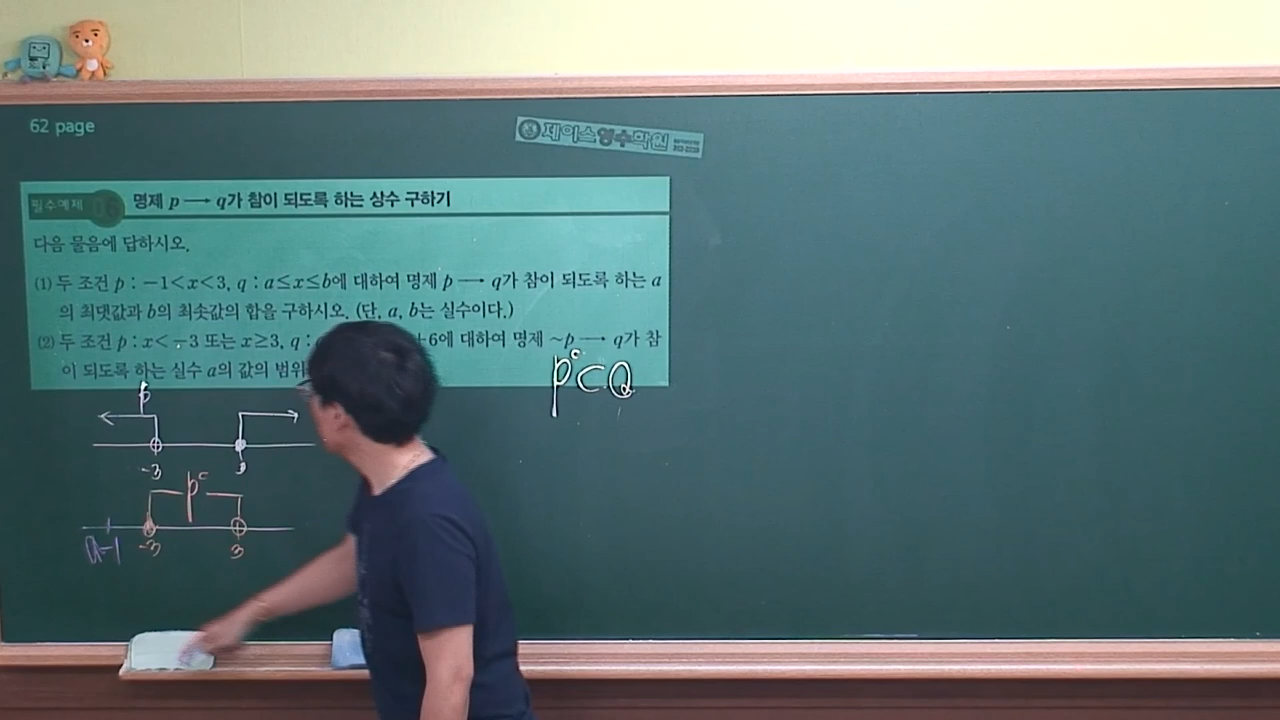 62 page
제이스영수학원
필수예제 06 명제 p → q가 참이 되도록 하는 상수 구하기
다음 물음에 답하시오.
(1) 두 조건 p : -1<x<3, q : a≤x≤b에 대하여 명제 p → q가 참이 되도록 하는 a
의 최댓값과 b의 최솟값의 합을 구하시오. (단, a, b는 실수이다.)
(2) 두 조건 p : x<-3 또는 x≥3, q : +6에 대하여 명제 ~p → q가 참
이 되도록 하는 실수 a의 값의 범위
Pᶜ⊂Q
P
-3 3
Pᶜ
a-1 -3 3